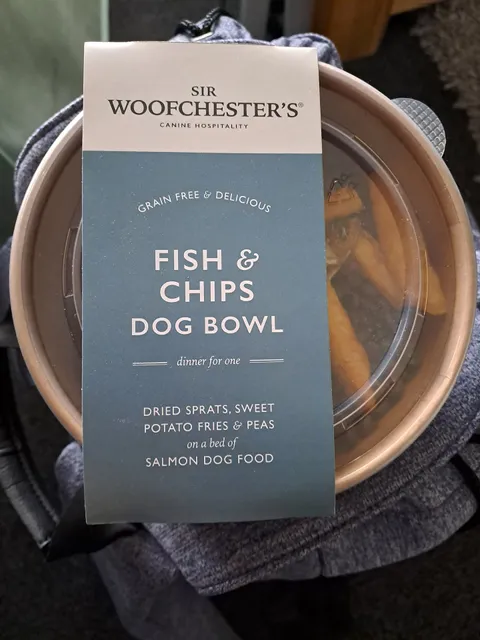 SIR
WOOFCHESTER'S®
CANINE HOSPITALITY
GRAIN FREE & DELICIOUS
FISH &
CHIPS
DOG BOWL
dinner for one
DRIED SPRATS, SWEET
POTATO FRIES & PEAS
on a bed of
SALMON DOG FOOD